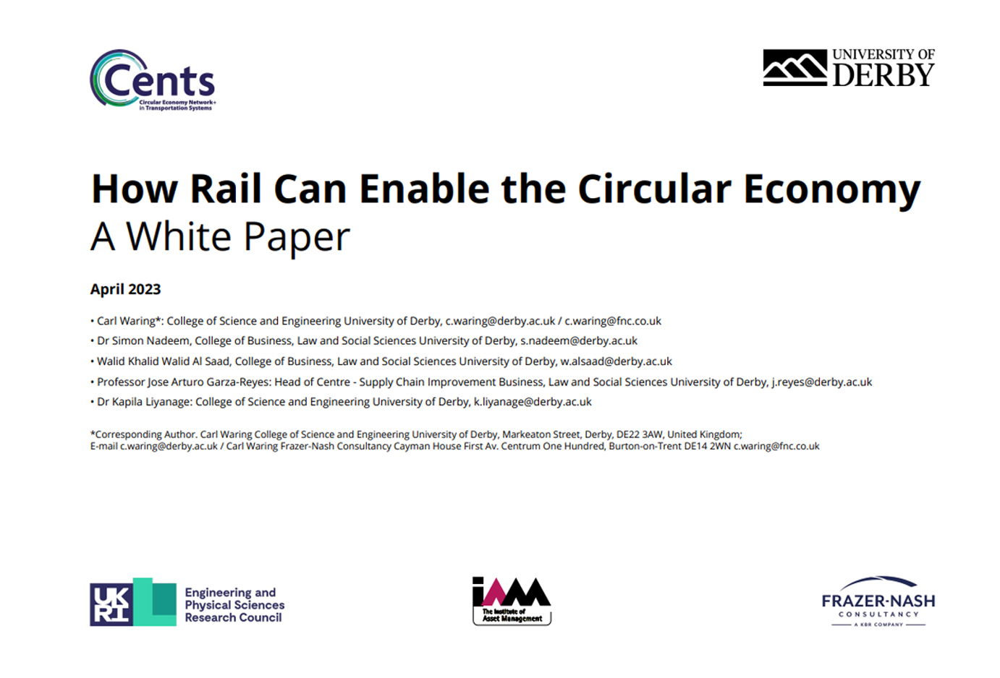 Cents
Circular Economy Network+
in Transportation Systems
UNIVERSITY OF
DERBY
How Rail Can Enable the Circular Economy
A White Paper
April 2023
• Carl Waring*: College of Science and Engineering University of Derby, c.waring@derby.ac.uk / c.waring@fnc.co.uk
• Dr Simon Nadeem, College of Business, Law and Social Sciences University of Derby, s.nadeem@derby.ac.uk
• Walid Khalid Walid Al Saad, College of Business, Law and Social Sciences University of Derby, w.alsaad@derby.ac.uk
• Professor Jose Arturo Garza-Reyes: Head of Centre - Supply Chain Improvement Business, Law and Social Sciences University of Derby, j.reyes@derby.ac.uk
• Dr Kapila Liyanage: College of Science and Engineering University of Derby, k.liyanage@derby.ac.uk
*Corresponding Author. Carl Waring College of Science and Engineering University of Derby, Markeaton Street, Derby, DE22 3AW, United Kingdom;
E-mail c.waring@derby.ac.uk / Carl Waring Frazer-Nash Consultancy Cayman House First Av. Centrum One Hundred, Burton-on-Trent DE14 2WN c.waring@fnc.co.uk
UK
RI
Engineering and
Physical Sciences
Research Council
iAM
The Institute of
Asset Management
FRAZER-NASH
CONSULTANCY
A KBR COMPANY